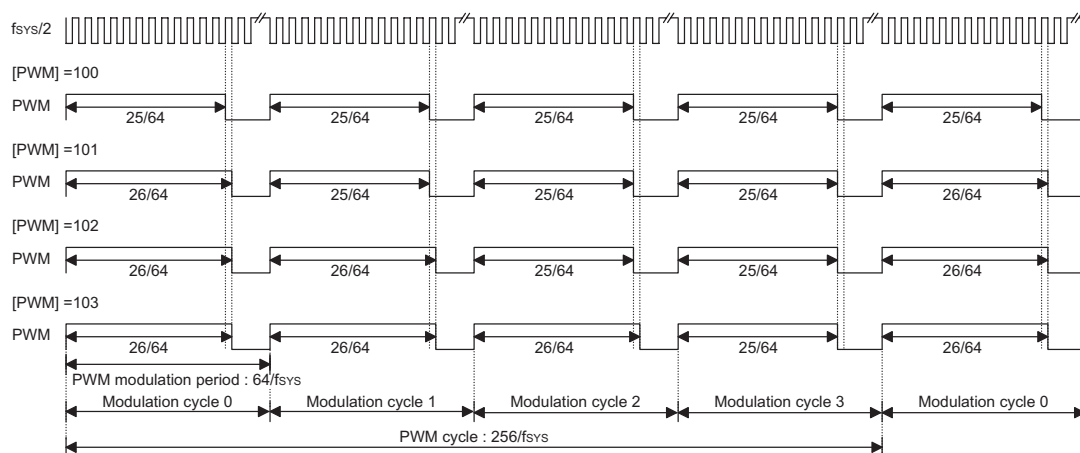 fSYS/2
[PWM] =100
PWM
25/64 25/64 25/64 25/64 25/64
[PWM] =101
PWM
26/64 25/64 25/64 25/64 26/64
[PWM] =102
PWM
26/64 26/64 25/64 25/64 26/64
[PWM] =103
PWM
26/64 26/64 26/64 25/64 26/64
PWM modulation period : 64/fSYS
Modulation cycle 0 Modulation cycle 1 Modulation cycle 2 Modulation cycle 3 Modulation cycle 0
PWM cycle : 256/fSYS